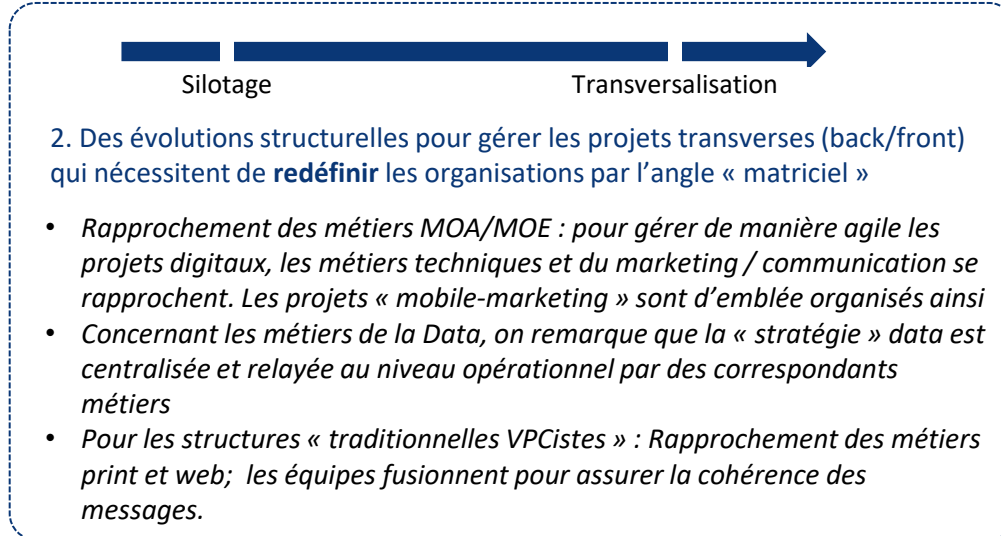 Silotage Transversalisation
2. Des évolutions structurelles pour gérer les projets transverses (back/front)
qui nécessitent de redéfinir les organisations par l’angle « matriciel »
• Rapprochement des métiers MOA/MOE : pour gérer de manière agile les
projets digitaux, les métiers techniques et du marketing / communication se
rapprochent. Les projets « mobile-marketing » sont d’emblée organisés ainsi
• Concernant les métiers de la Data, on remarque que la « stratégie » data est
centralisée et relayée au niveau opérationnel par des correspondants
métiers
• Pour les structures « traditionnelles VPCistes » : Rapprochement des métiers
print et web;  les équipes fusionnent pour assurer la cohérence des
messages.